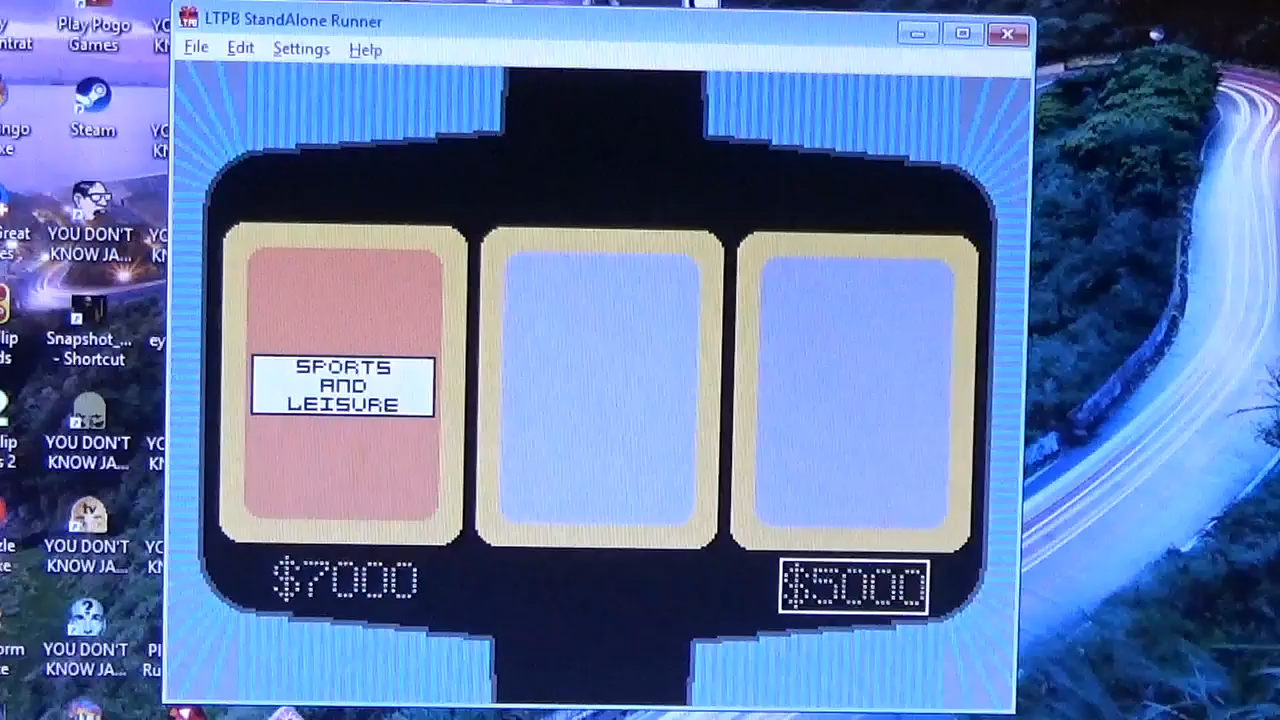 LTPB StandAlone Runner
File Edit Settings Help
Play Pogo
Games
Steam
YOU DON'T
KNOW JA...
Snapshot_...
- Shortcut
YOU DON'T
KNOW JA...
YOU DON'T
KNOW JA...
YOU DON'T
KNOW JA...
SPORTS
AND
LEISURE
$7000
$5000